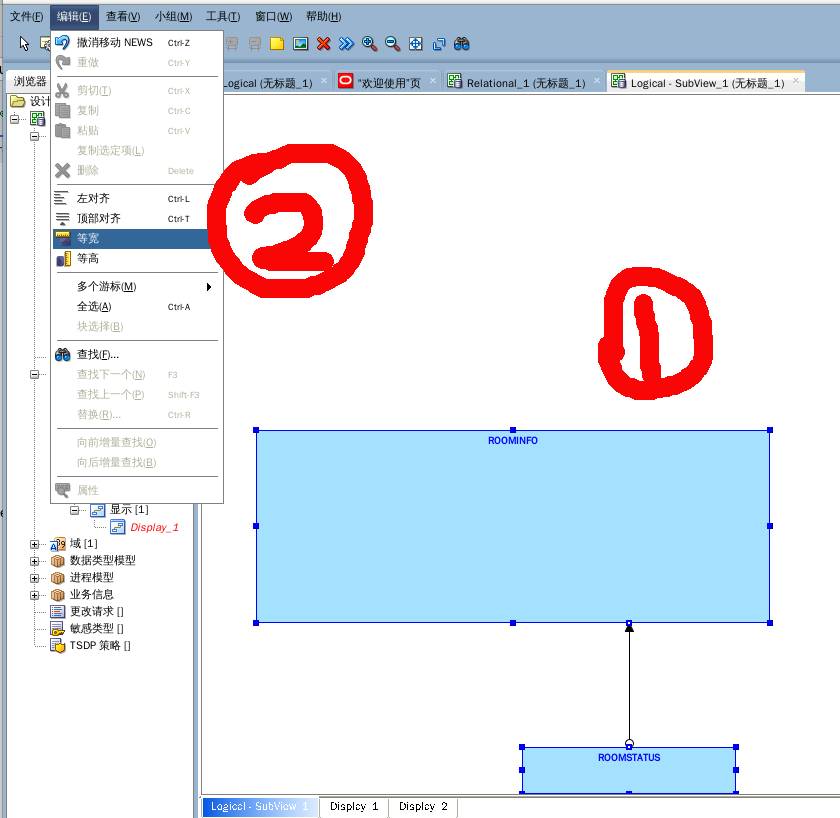 文件(F) 编辑(E) 查看(V) 小组(M) 工具(T) 窗口(W) 帮助(H)
浏览器
Logical (无标题_1) "欢迎使用"页 Relational_1 (无标题_1) Logical - SubView_1 (无标题_1)
设计
撤消移动 NEWS Ctrl-Z
重做 Ctrl-Y
剪切(T) Ctrl-X
复制 Ctrl-C
粘贴 Ctrl-V
复制选定项(L)
删除 Delete
左对齐 Ctrl-L
顶部对齐 Ctrl-T
等宽
等高
多个游标(M)
全选(A) Ctrl-A
块选择(B)
查找(F)...
查找下一个(N) F3
查找上一个(P) Shift-F3
替换(R)... Ctrl-R
向前增量查找(O)
向后增量查找(B)
属性
2
1
显示 [1]
Display_1
域 [1]
数据类型模型
进程模型
业务信息
更改请求 []
敏感类型 []
TSDP 策略 []
ROOMINFO
ROOMSTATUS
Logical - SubView_1 Display_1 Display_2